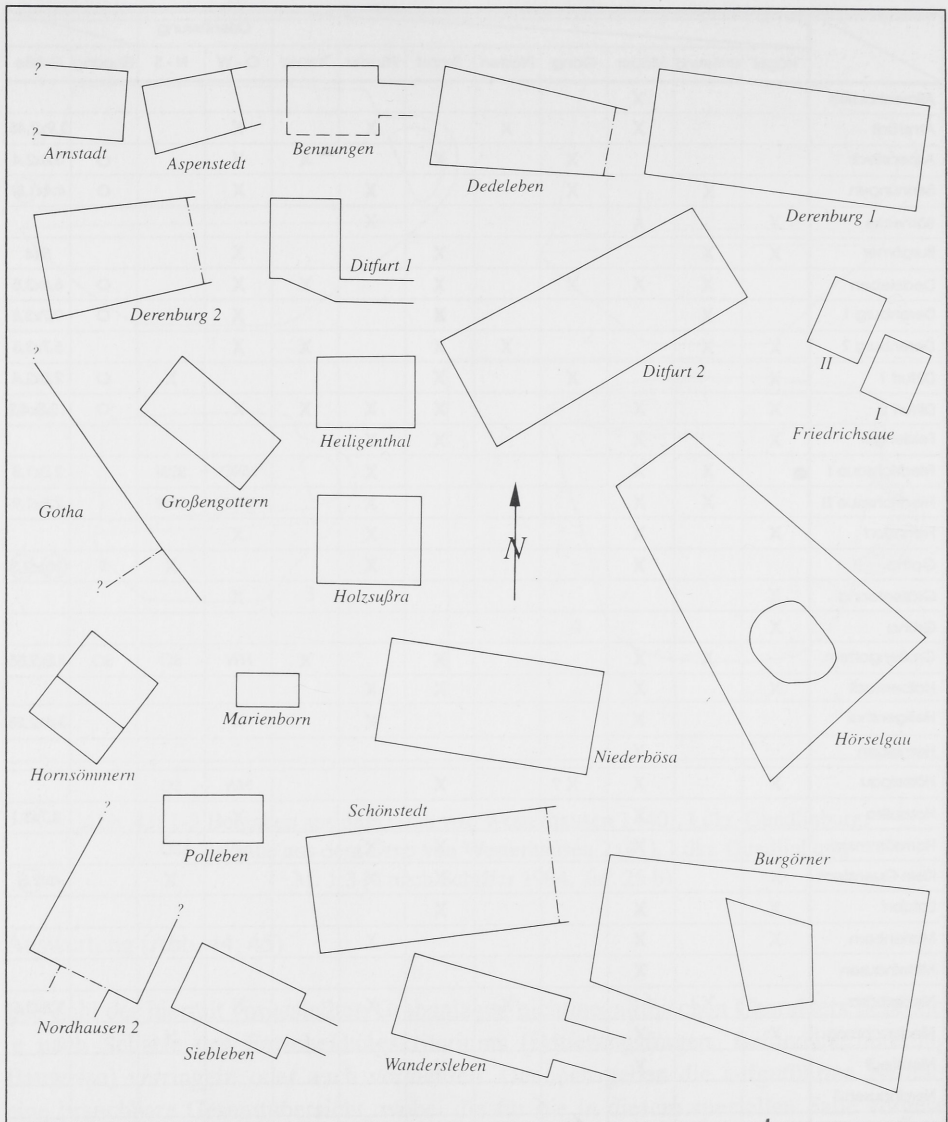 ?
?
Arnstadt
Aspenstedt
Bennungen
Dedeleben
Derenburg 1
Derenburg 2
Ditfurt 1
Ditfurt 2
II
I
Friedrichsaue
?
Gotha
?
Großengottern
Heiligenthal
Holzsußra
N
Hörselgau
Hornsömmern
Marienborn
Niederbösa
?
?
Nordhausen 2
Polleben
Schönstedt
Burgörner
Siebleben
Wandersleben